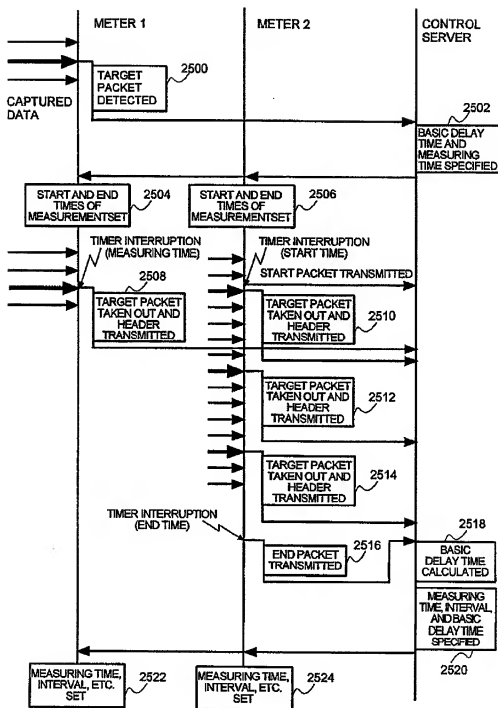 METER 1
METER 2
CONTROL
SERVER
2500
TARGET
PACKET
DETECTED
CAPTURED
DATA
2502
BASIC DELAY
TIME AND
MEASURING
TIME SPECIFIED
2504
START AND END
TIMES OF
MEASUREMENTSET
2506
START AND END
TIMES OF
MEASUREMENTSET
TIMER INTERRUPTION
(MEASURING TIME)
TIMER INTERRUPTION
(START TIME)
START PACKET TRANSMITTED
2508
TARGET PACKET
TAKEN OUT AND
HEADER
TRANSMITTED
2510
TARGET PACKET
TAKEN OUT AND
HEADER
TRANSMITTED
2512
TARGET PACKET
TAKEN OUT AND
HEADER
TRANSMITTED
2514
TARGET PACKET
TAKEN OUT AND
HEADER
TRANSMITTED
TIMER INTERRUPTION
(END TIME)
2516
END PACKET
TRANSMITTED
2518
BASIC
DELAY TIME
CALCULATED
MEASURING
TIME, INTERVAL,
AND BASIC
DELAY TIME
SPECIFIED
2520
2522
MEASURING TIME,
INTERVAL, ETC.
SET
2524
MEASURING TIME,
INTERVAL, ETC.
SET